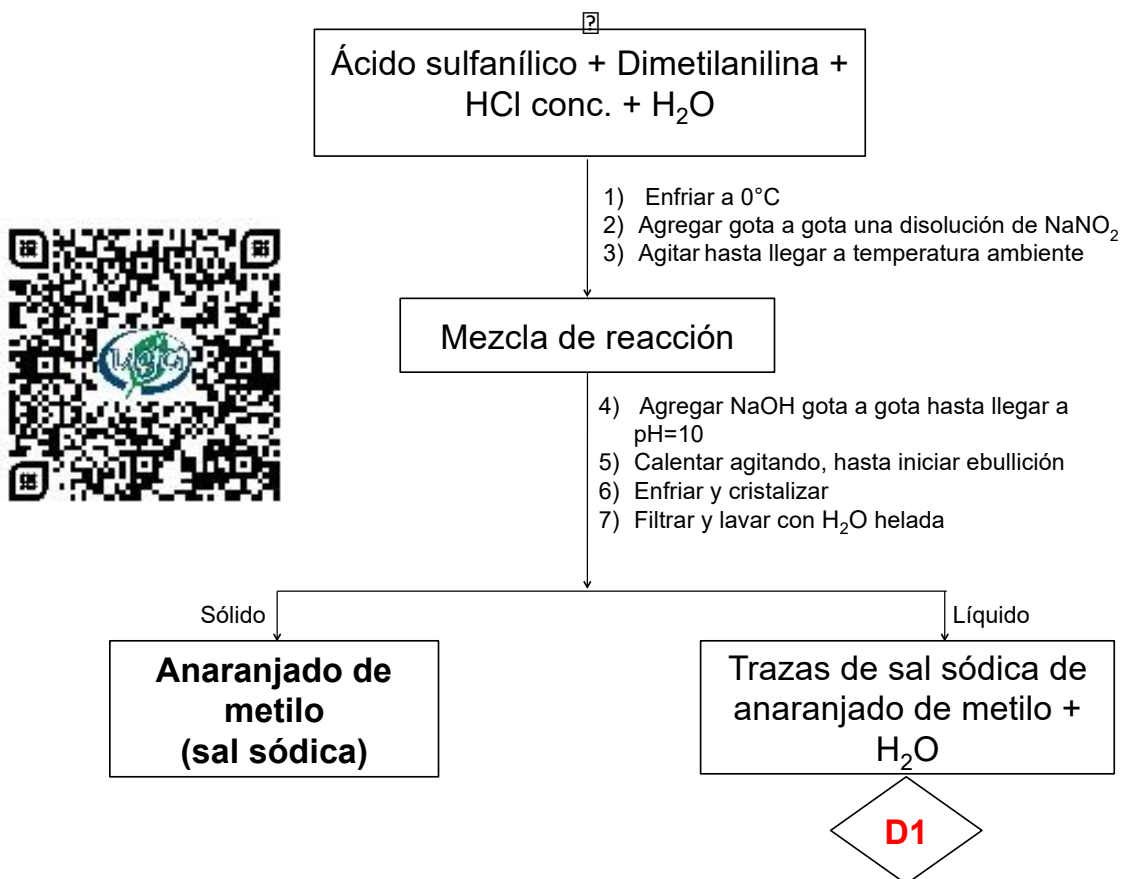 Ácido sulfanílico + Dimetilanilina +
HCl conc. + H₂O
1) Enfriar a 0°C
2) Agregar gota a gota una disolución de NaNO₂
3) Agitar hasta llegar a temperatura ambiente
Mezcla de reacción
4) Agregar NaOH gota a gota hasta llegar a
pH=10
5) Calentar agitando, hasta iniciar ebullición
6) Enfriar y cristalizar
7) Filtrar y lavar con H₂O helada
Sólido
Líquido
Anaranjado de
metilo
(sal sódica)
Trazas de sal sódica de
anaranjado de metilo +
H₂O
D1